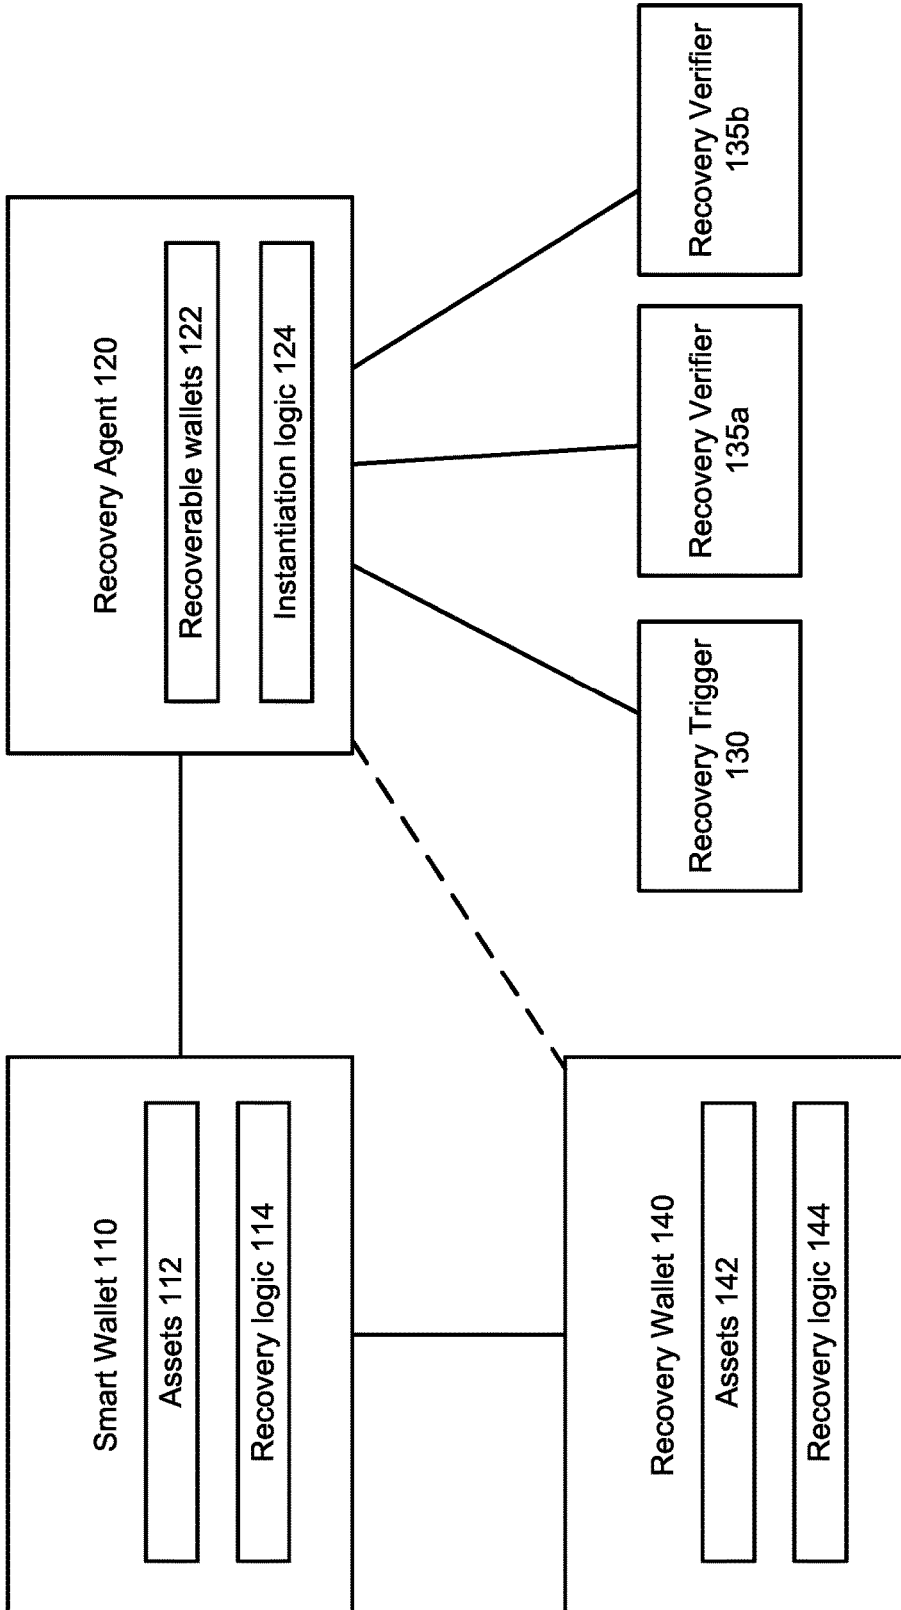 Smart Wallet 110
Assets 112
Recovery logic 114
Recovery Agent 120
Recoverable wallets 122
Instantiation logic 124
Recovery Wallet 140
Assets 142
Recovery logic 144
Recovery Trigger
130
Recovery Verifier
135a
Recovery Verifier
135b